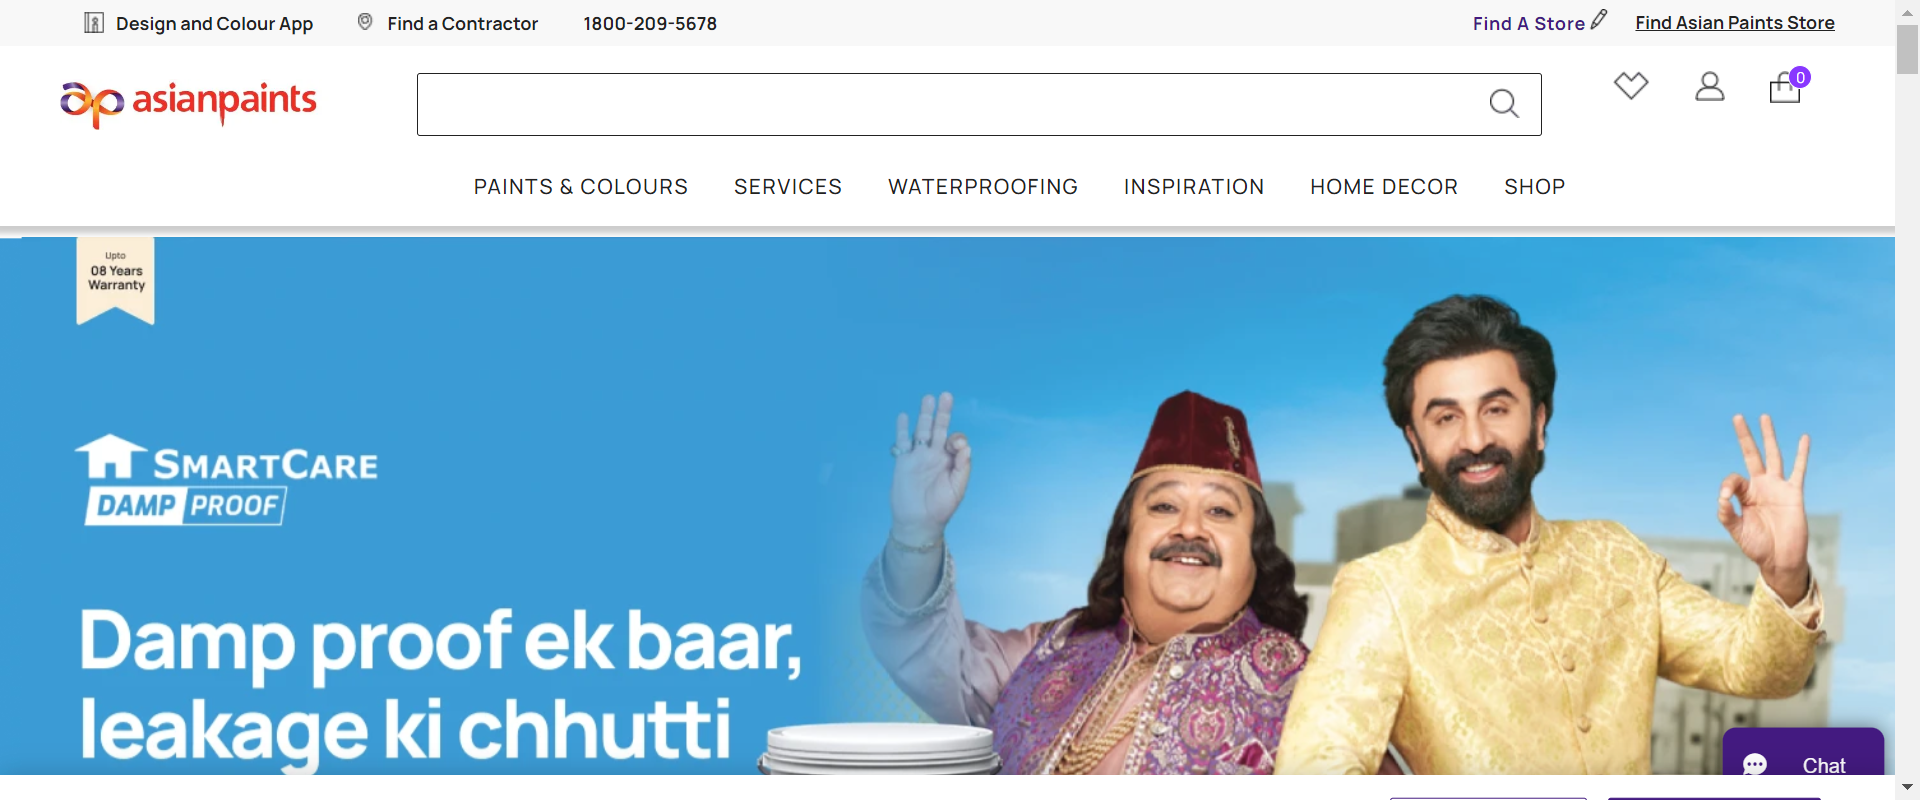 Design and Colour App
Find a Contractor
1800-209-5678
Find A Store
Find Asian Paints Store
asianpaints
0
PAINTS & COLOURS
SERVICES
WATERPROOFING
INSPIRATION
HOME DECOR
SHOP
Upto
08 Years
Warranty
SMARTCARE
DAMP PROOF
Damp proof ek baar,
leakage ki chhutti
Chat